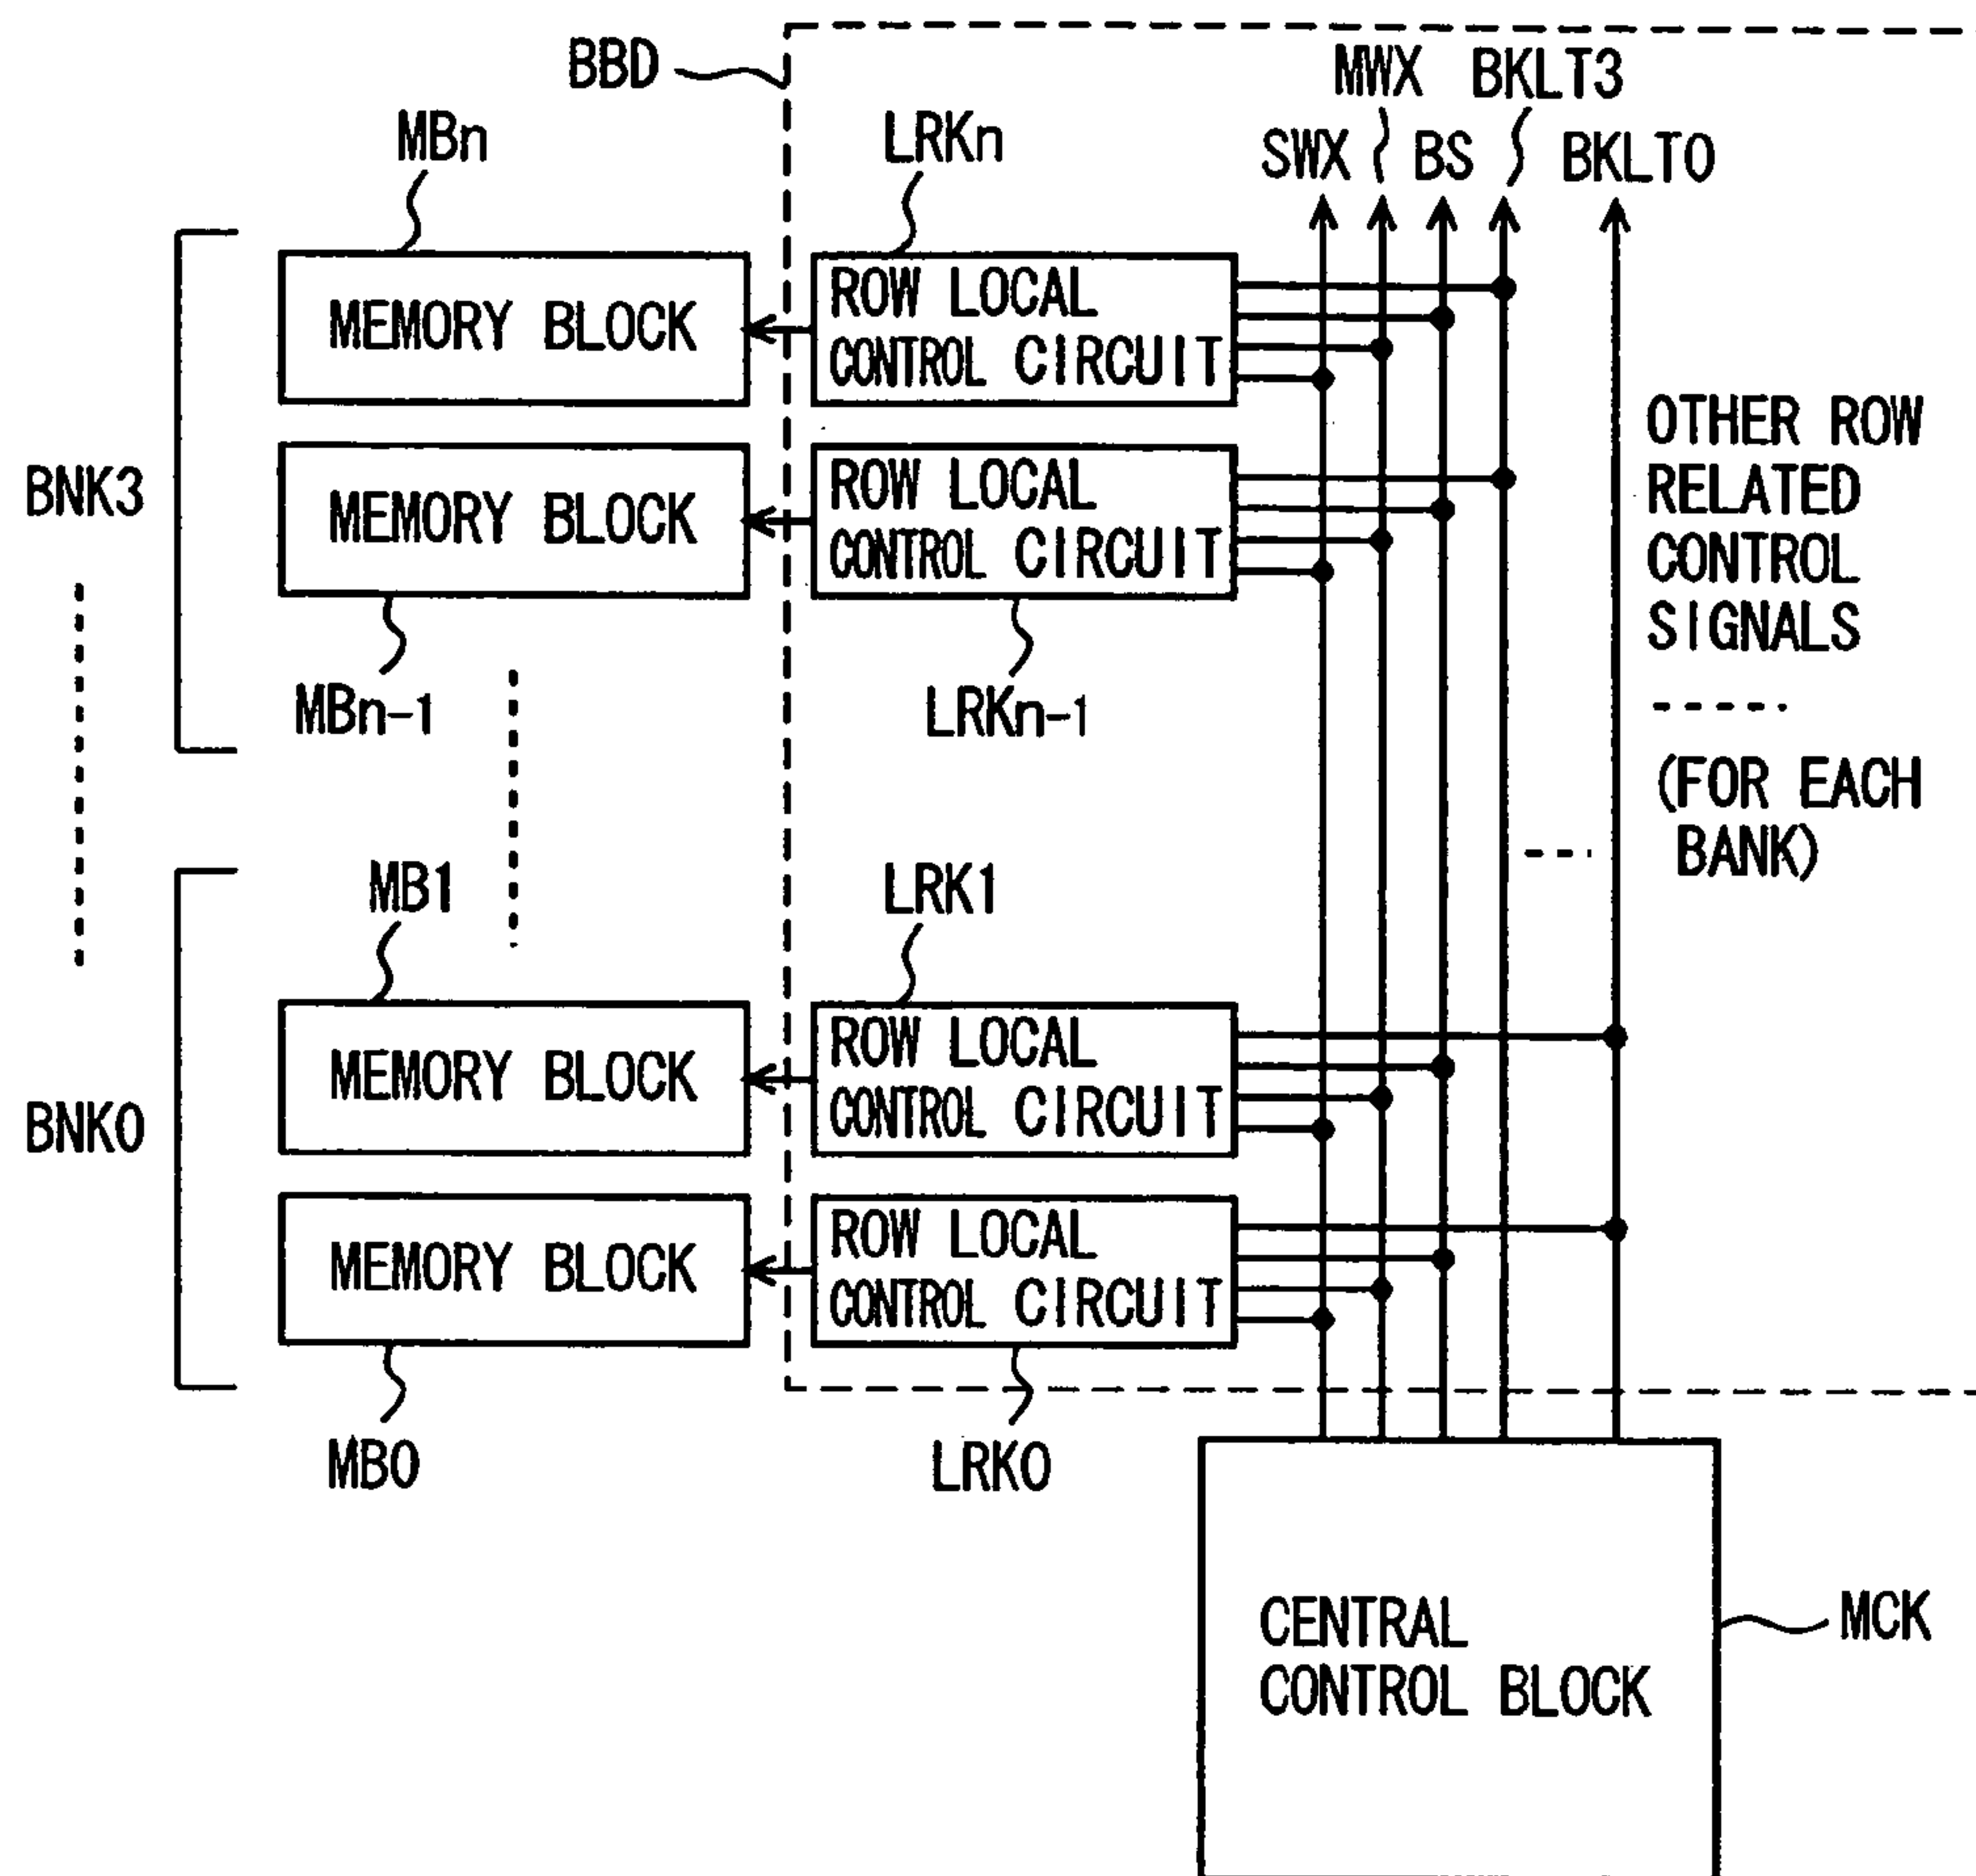 BBD
MWX
BKLT3
MBn
LRKn
SWX
BS
BKLT0
MEMORY BLOCK
ROW LOCAL
CONTROL CIRCUIT
BNK3
MEMORY BLOCK
ROW LOCAL
CONTROL CIRCUIT
OTHER ROW
RELATED
CONTROL
SIGNALS
MBn-1
LRKn-1
(FOR EACH
BANK)
MB1
LRK1
BNK0
MEMORY BLOCK
ROW LOCAL
CONTROL CIRCUIT
MEMORY BLOCK
ROW LOCAL
CONTROL CIRCUIT
MB0
LRK0
CENTRAL
CONTROL BLOCK
MCK